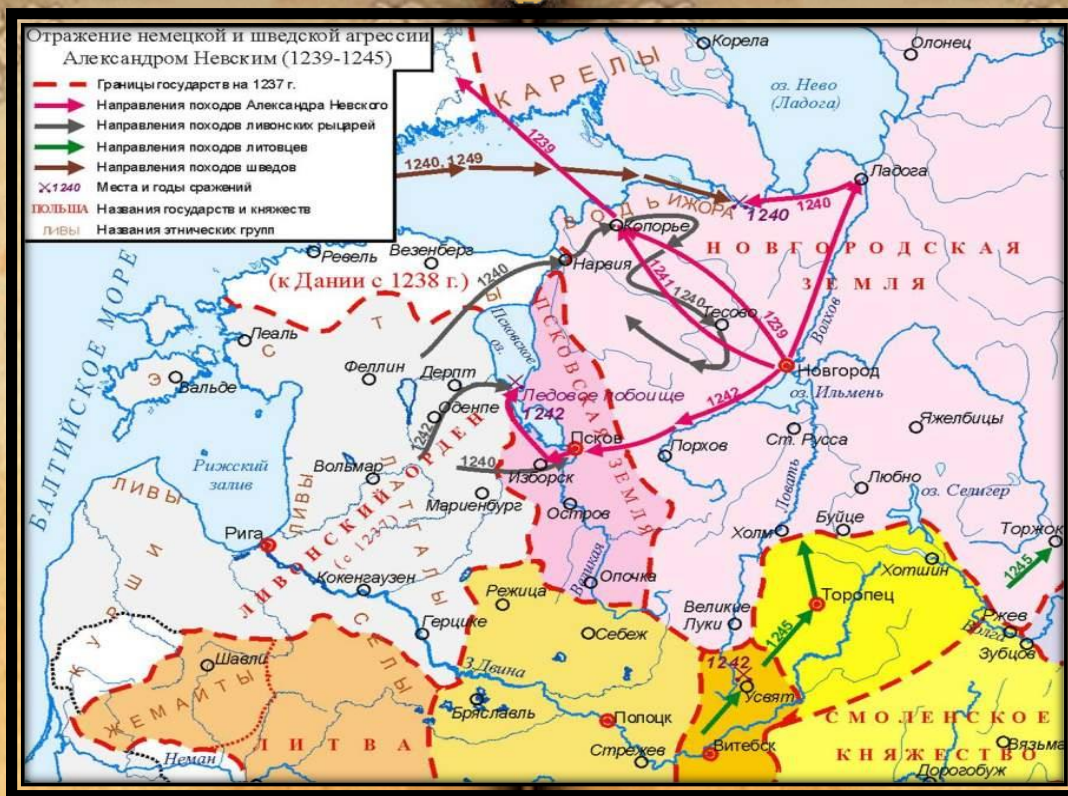 Отражение немецкой и шведской агрессии
Александром Невским (1239-1245)
Границы государств на 1237 г.
Направления походов Александра Невского
Направления походов ливонских рыцарей
Направления походов литовцев
Направления походов шведов
1240 Места и годы сражений
ПОЛЬША Названия государств и княжеств
ЛИВЫ Названия этнических групп
КАРЕЛЫ
Корела
Олонец
оз. Нево
(Ладога)
1239
1240, 1249
Ладога
1240
1240
ВОДЬ
ИЖОРА
Копорье
НОВГОРОДСКАЯ
ЗЕМЛЯ
Ревель
Везенберг
Нарвия
(к Дании с 1238 г.)
1240
1241
1240
Тесово
1239
Волхов
БАЛТИЙСКОЕ МОРЕ
Леаль
ЭСТЫ
Вальде
Феллин
Дерпт
Псковское
оз.
ПСКОВСКАЯ ЗЕМЛЯ
Новгород
оз. Ильмень
Оденпе
Ледовое побоище
1242
1242
1242
Псков
Порхов
Ст. Русса
Яжелбицы
Рижский
залив
Вольмар
1240
Изборск
Мариенбург
Остров
Ловать
Любно
оз. Селигер
ЛИВЫ
ЛИВЫ
ЛАТГАЛЫ
Рига
ЛИВОНСКИЙ ОРДЕН
(с 1237)
Холм
Буйце
Торжок
1245
Хотшин
Кокенгаузен
Великая
Опочка
КУРШИ
Режица
Великие
Луки
Торопец
Ржев
Волга
Зубцов
Герцике
СЕЛЫ
Себеж
1245
Шавли
ЖЕМАЙТЫ
З.Двина
1242
Усвят
Бряславль
Полоцк
СМОЛЕНСКОЕ
КНЯЖЕСТВО
ЛИТВА
Неман
Стрежев
Витебск
Вязьма
Дорогобуж